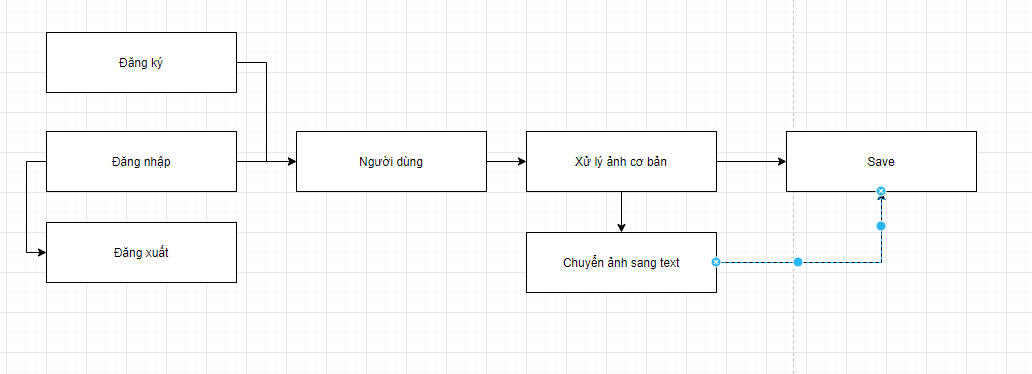 Đăng ký
Đăng nhập
Người dùng
Xử lý ảnh cơ bản
Save
Đăng xuất
Chuyển ảnh sang text